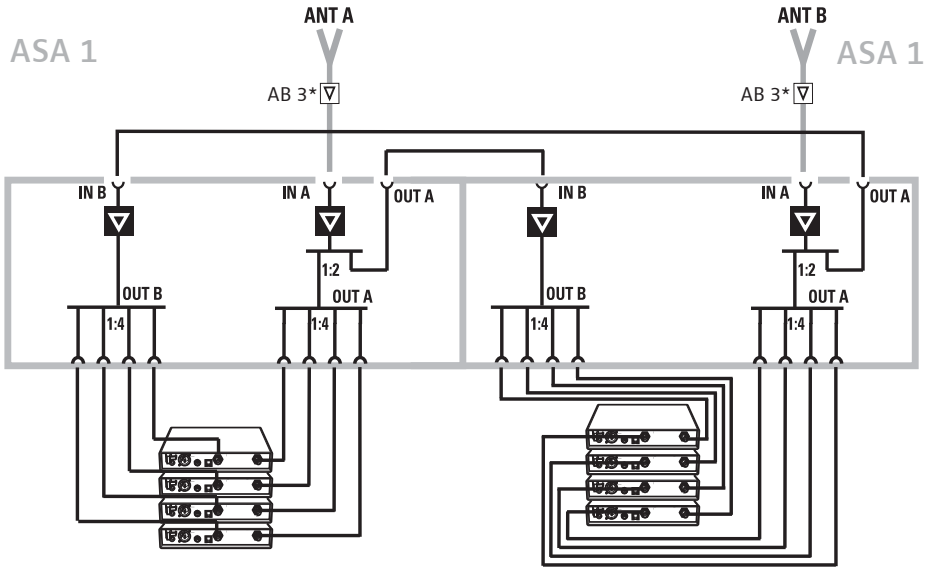 ANT A
ANT B
ASA 1
ASA 1
AB 3*
AB 3*
IN B
IN A
OUT A
IN B
IN A
OUT A
1:2
1:2
OUT B
OUT A
OUT B
OUT A
1:4
1:4
1:4
1:4